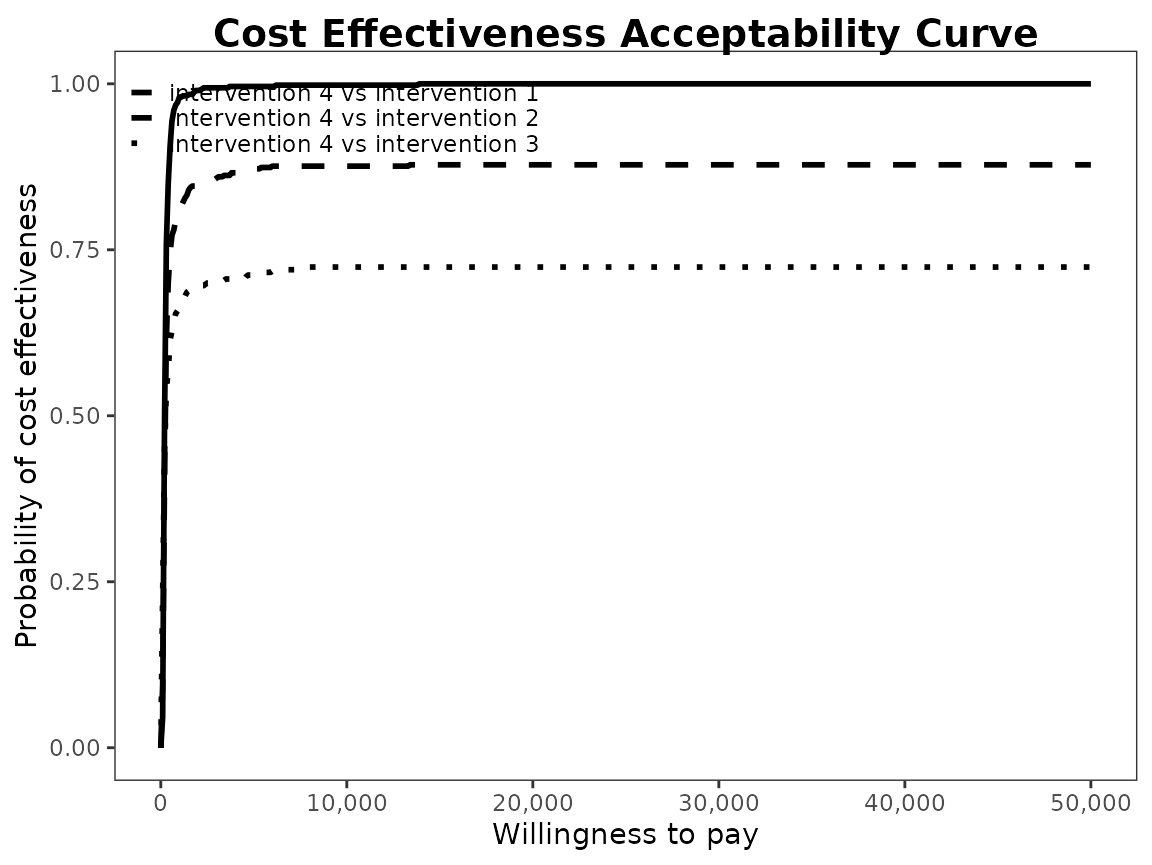 Cost Effectiveness Acceptability Curve
1.00
intervention 4 vs intervention 1
intervention 4 vs intervention 2
intervention 4 vs intervention 3
0.75
0.50
0.25
0.00
Probability of cost effectiveness
0 10,000 20,000 30,000 40,000 50,000
Willingness to pay